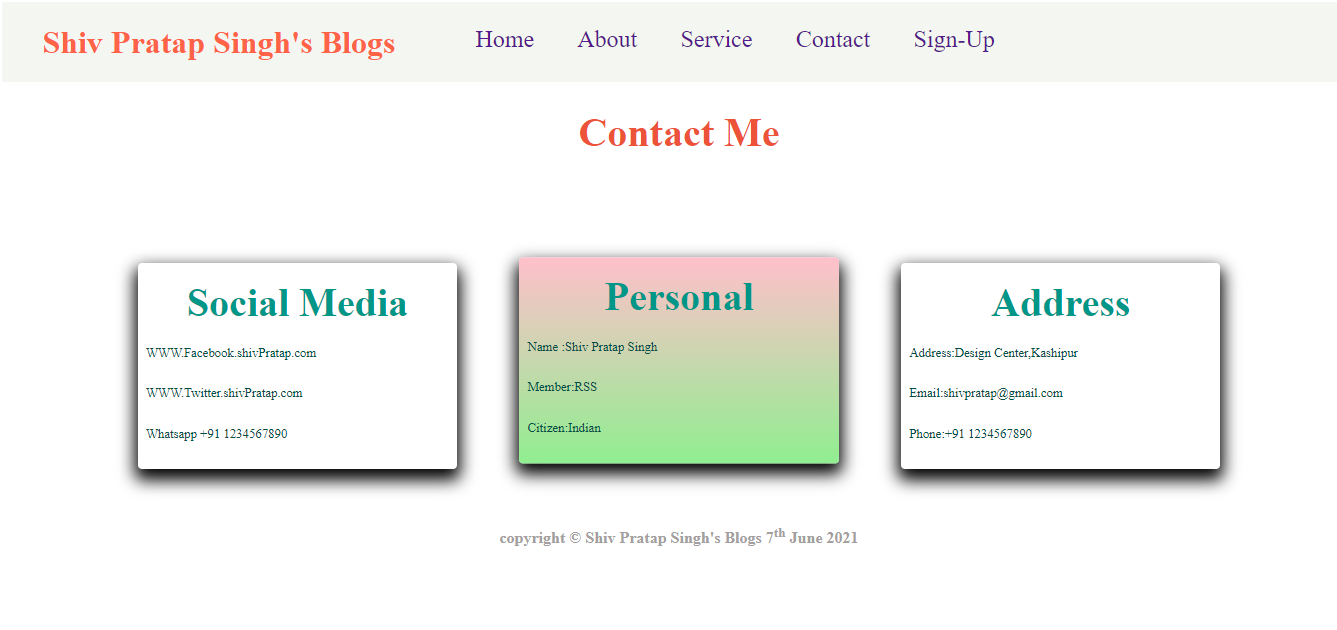 Shiv Pratap Singh's Blogs Home About Service Contact Sign-Up
Contact Me
Social Media
WWW.Facebook.shivPratap.com
WWW.Twitter.shivPratap.com
Whatsapp +91 1234567890
Personal
Name :Shiv Pratap Singh
Member:RSS
Citizen:Indian
Address
Address:Design Center,Kashipur
Email:shivpratap@gmail.com
Phone:+91 1234567890
copyright © Shiv Pratap Singh's Blogs 7th June 2021